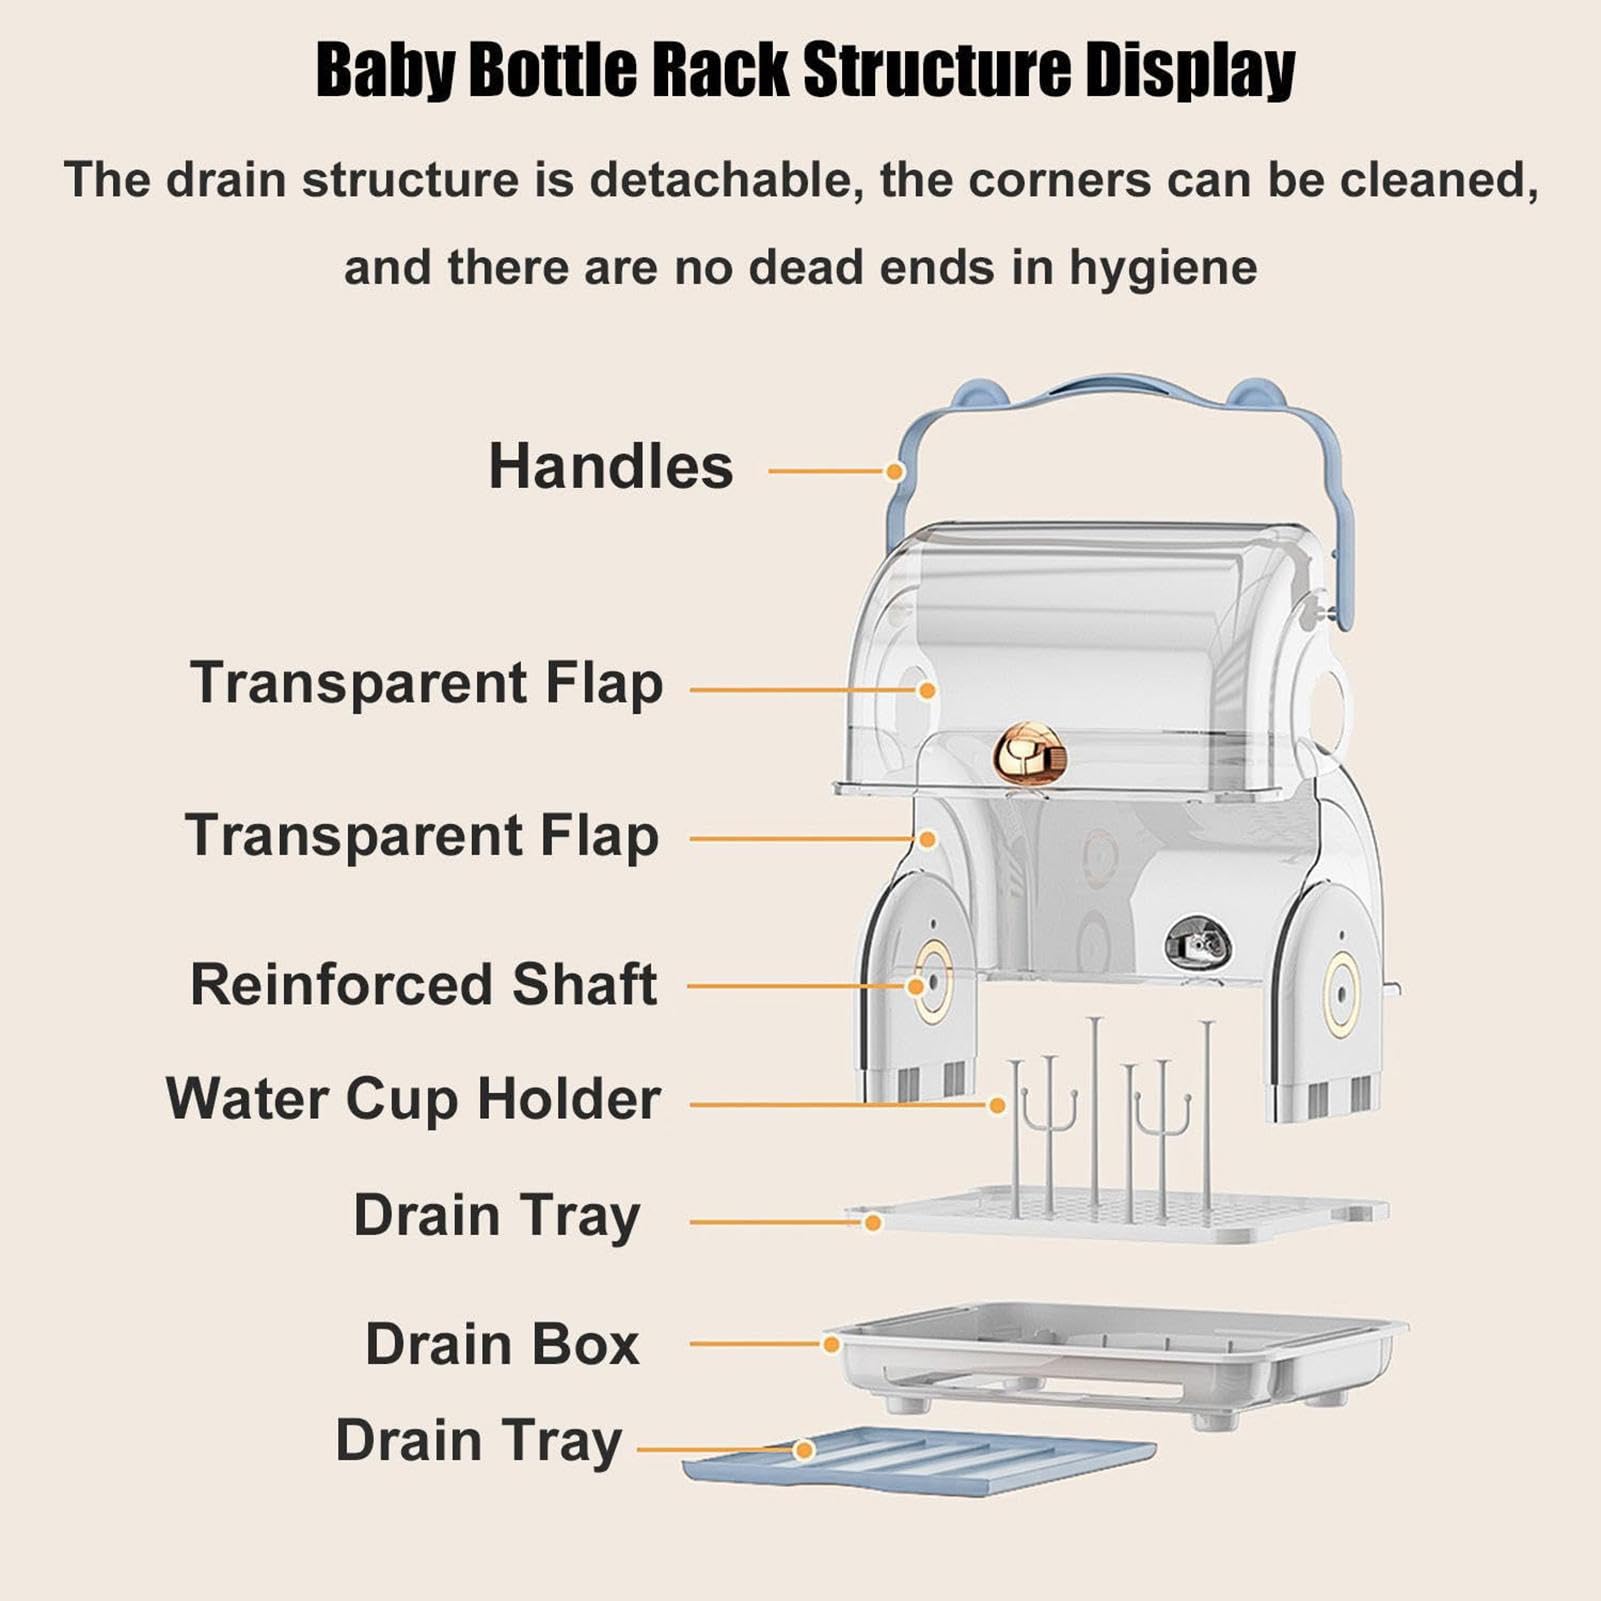 Baby Bottle Rack Structure Display
The drain structure is detachable, the corners can be cleaned,
and there are no dead ends in hygiene
Handles
Transparent Flap
Transparent Flap
Reinforced Shaft
Water Cup Holder
Drain Tray
Drain Box
Drain Tray